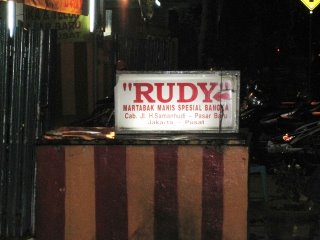 "RUDY"
MARTABAK MANIS SPESIAL BANGKA
Cab. Jl. H. Samanhudi - Pasar Baru
Jakarta - Pusat